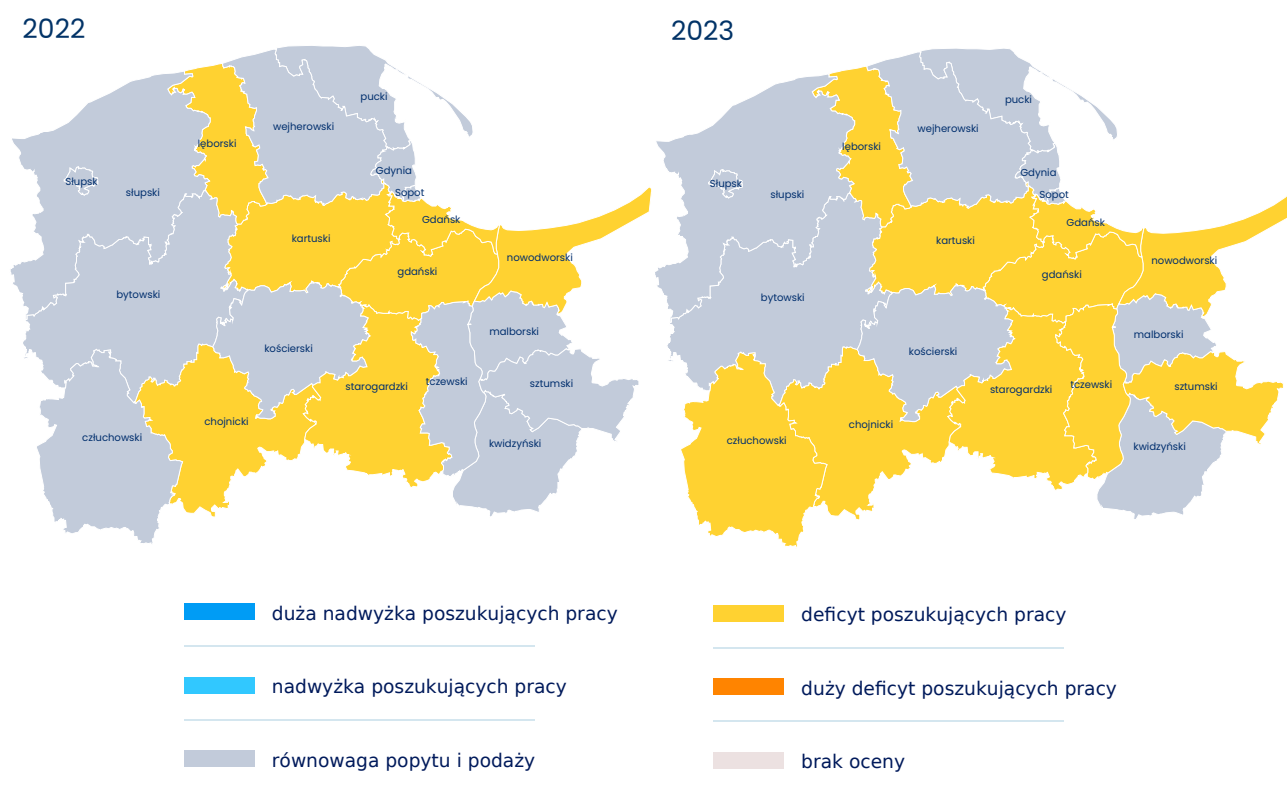 2022
pucki
wejherowski
lęborski
Gdynia
Słupsk
słupski
Sopot
Gdańsk
kartuski
nowodworski
gdański
bytowski
malborski
kościerski
tczewski
sztumski
starogardzki
chojnicki
człuchowski
kwidzyński
2023
pucki
wejherowski
lęborski
Gdynia
Słupsk
słupski
Sopot
Gdańsk
kartuski
nowodworski
gdański
bytowski
malborski
kościerski
tczewski
sztumski
starogardzki
chojnicki
człuchowski
kwidzyński
duża nadwyżka poszukujących pracy
nadwyżka poszukujących pracy
równowaga popytu i podaży
deficyt poszukujących pracy
duży deficyt poszukujących pracy
brak oceny